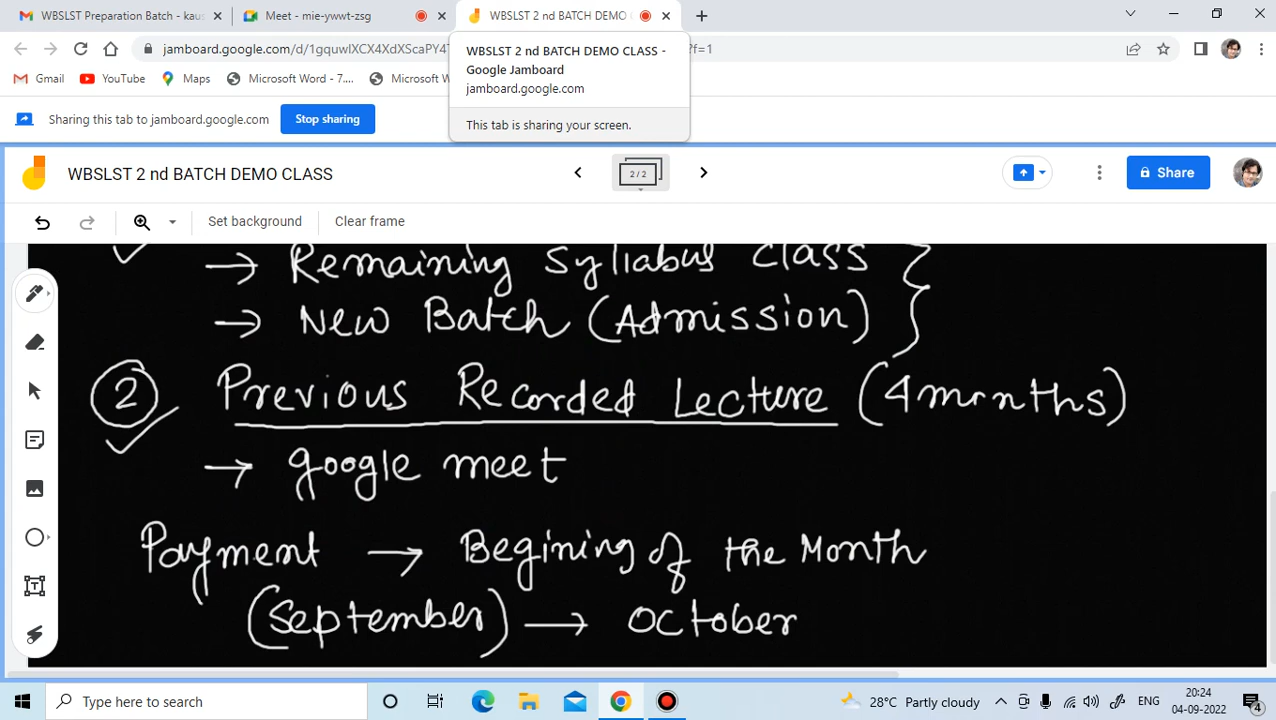 WBSLST Preparation Batch - kaus
Meet - mie-ywwt-zsg
WBSLST 2 nd BATCH DEMO
jamboard.google.com/d/1gquwlXCX4XdXScaPY4
?f=1
WBSLST 2 nd BATCH DEMO CLASS -
Google Jamboard
jamboard.google.com
This tab is sharing your screen.
Gmail
YouTube
Maps
Microsoft Word - 7....
Microsoft W
Sharing this tab to jamboard.google.com
Stop sharing
WBSLST 2 nd BATCH DEMO CLASS
2 / 2
Share
Set background
Clear frame
→ Remaining Syllabus Class
→ New Batch (Admission)
2 Previous Recorded Lecture (4 months)
→ google meet
Payment → Begining of the Month
(September) → October
Type here to search
28°C Partly cloudy
ENG
20:24
04-09-2022
4